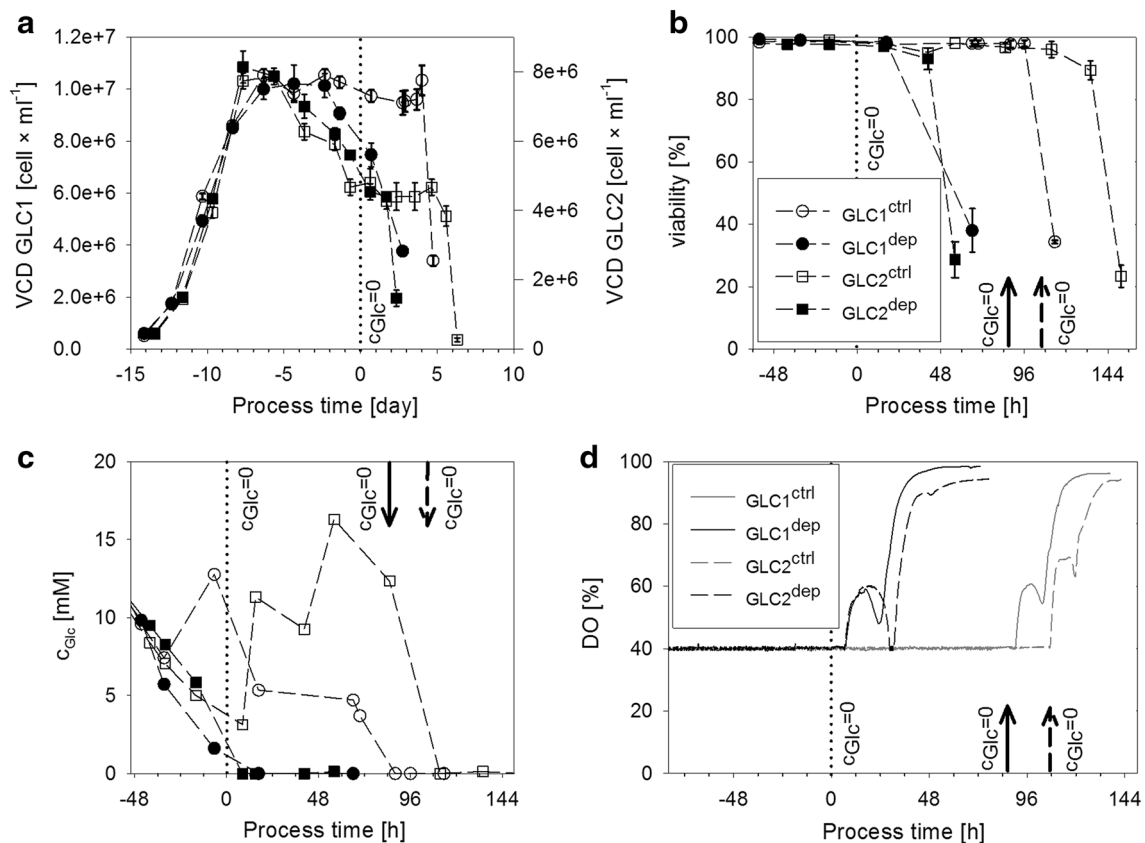 a
VCD GLC1 [cell × ml⁻¹]
1.2e+7
1.0e+7
8.0e+6
6.0e+6
4.0e+6
2.0e+6
0.0
8e+6
6e+6
4e+6
2e+6
0
VCD GLC2 [cell × ml⁻¹]
cGlc=0
-15 -10 -5 0 5 10
Process time [day]
b
viability [%]
100
80
60
40
20
0
cGlc=0
GLC1ctrl
GLC1dep
GLC2ctrl
GLC2dep
cGlc=0
cGlc=0
-48 0 48 96 144
Process time [h]
c
cGlc [mM]
20
15
10
5
0
cGlc=0
cGlc=0
cGlc=0
-48 0 48 96 144
Process time [h]
d
DO [%]
100
80
60
40
20
0
GLC1ctrl
GLC1dep
GLC2ctrl
GLC2dep
cGlc=0
cGlc=0
cGlc=0
-48 0 48 96 144
Process time [h]